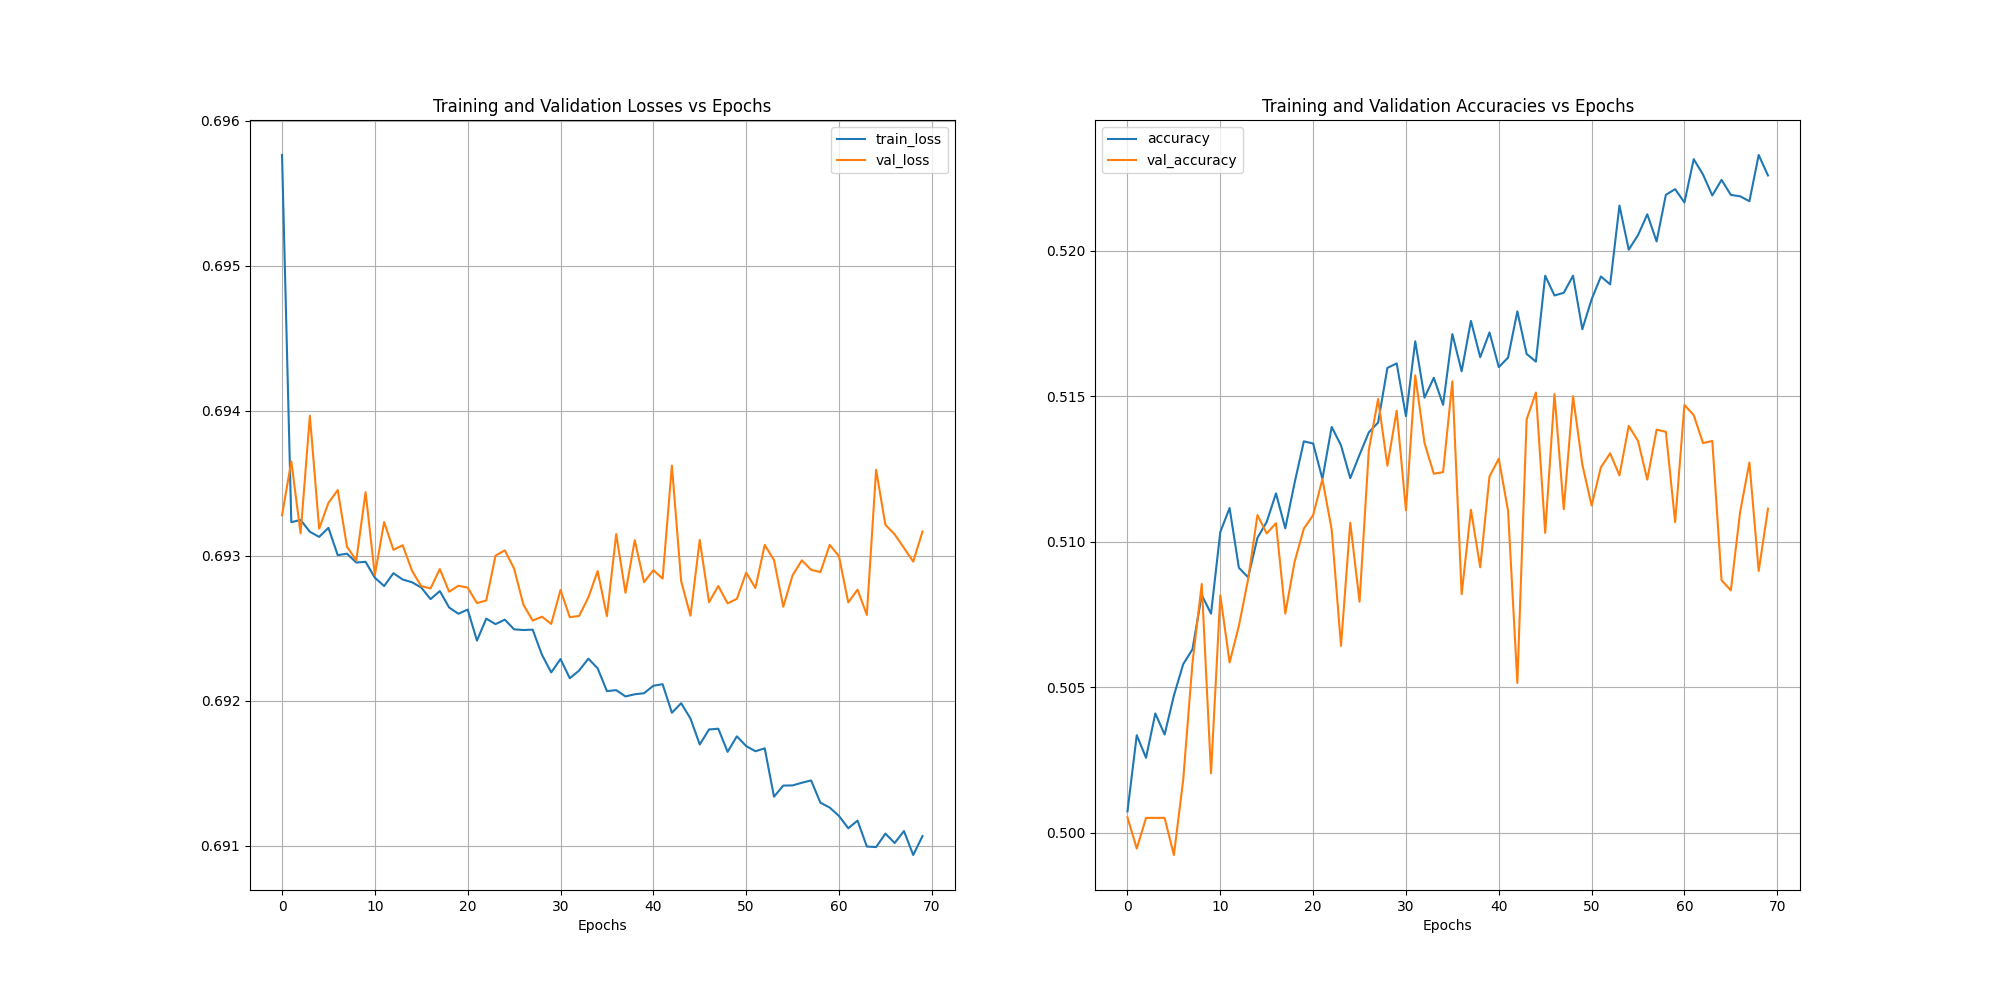 Training and Validation Losses vs Epochs
train_loss
val_loss
0.696
0.695
0.694
0.693
0.692
0.691
0 10 20 30 40 50 60 70
Epochs
Training and Validation Accuracies vs Epochs
accuracy
val_accuracy
0.520
0.515
0.510
0.505
0.500
0 10 20 30 40 50 60 70
Epochs